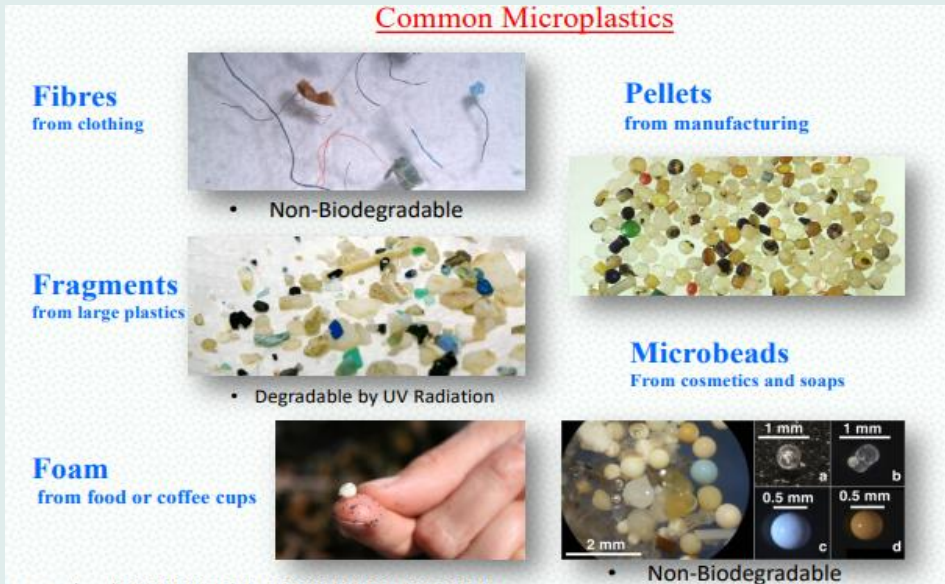 Common Microplastics
Fibres
from clothing
• Non-Biodegradable
Pellets
from manufacturing
Fragments
from large plastics
• Degradable by UV Radiation
Microbeads
From cosmetics and soaps
Foam
from food or coffee cups
2 mm
1 mm
a
1 mm
b
0.5 mm
c
0.5 mm
d
• Non-Biodegradable